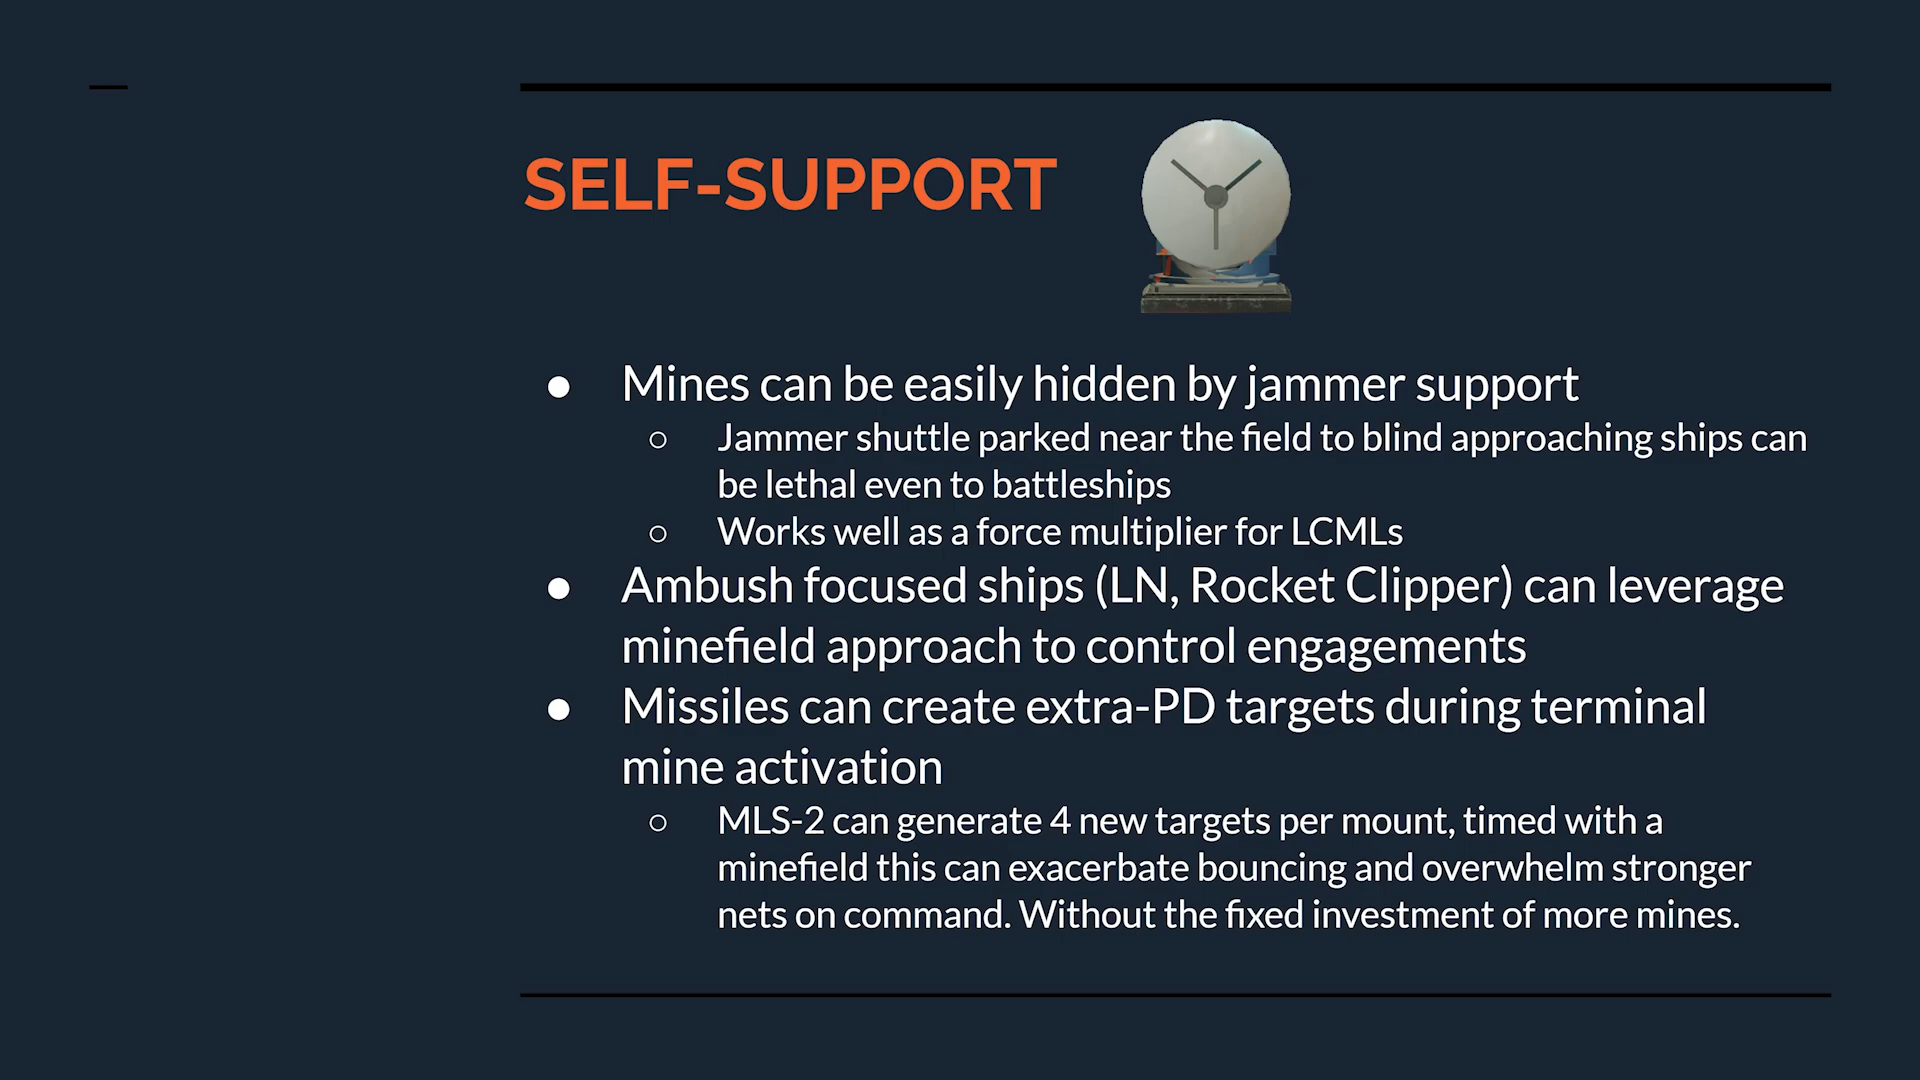 SELF-SUPPORT
● Mines can be easily hidden by jammer support
○ Jammer shuttle parked near the field to blind approaching ships can
be lethal even to battleships
○ Works well as a force multiplier for LCMLs
● Ambush focused ships (LN, Rocket Clipper) can leverage
minefield approach to control engagements
● Missiles can create extra-PD targets during terminal
mine activation
○ MLS-2 can generate 4 new targets per mount, timed with a
minefield this can exacerbate bouncing and overwhelm stronger
nets on command. Without the fixed investment of more mines.